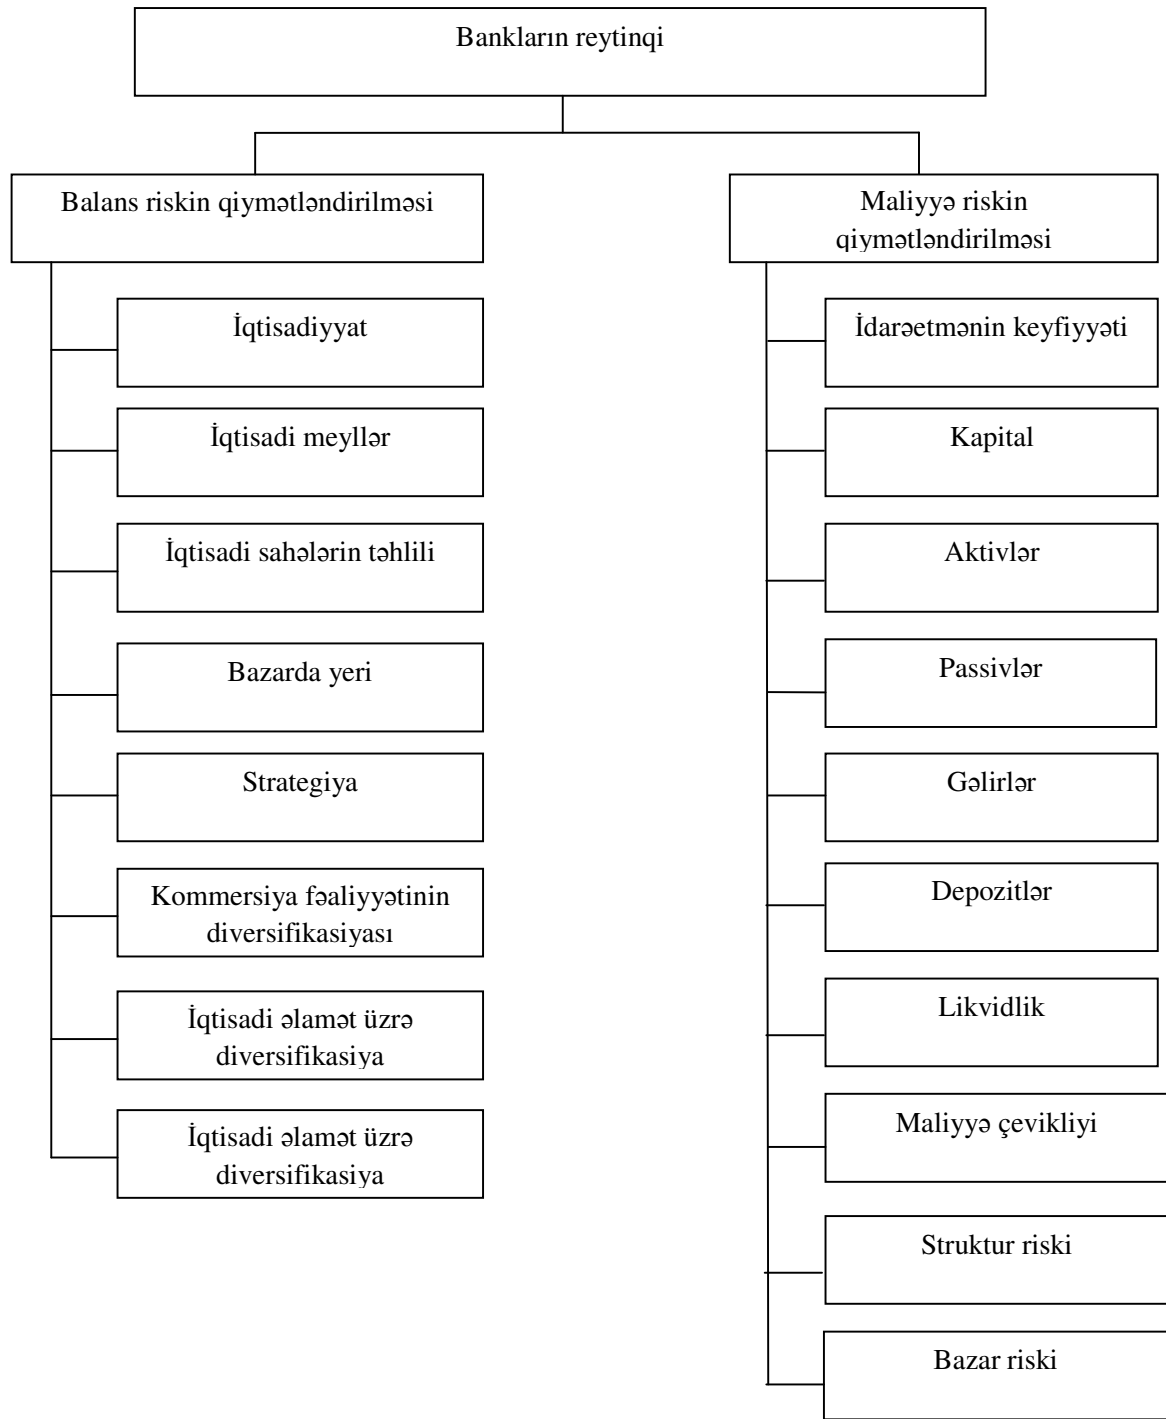 Bankların reytinqi
Balans riskin qiymətləndirilməsi
İqtisadiyyat
İqtisadi meyllər
İqtisadi sahələrin təhlili
Bazarda yeri
Strategiya
Kommersiya fəaliyyətinin
diversifikasiyası
İqtisadi əlamət üzrə
diversifikasiya
İqtisadi əlamət üzrə
diversifikasiya
Maliyyə riskin
qiymətləndirilməsi
İdarəetmənin keyfiyyəti
Kapital
Aktivlər
Passivlər
Gəlirlər
Depozitlər
Likvidlik
Maliyyə çevikliyi
Struktur riski
Bazar riski